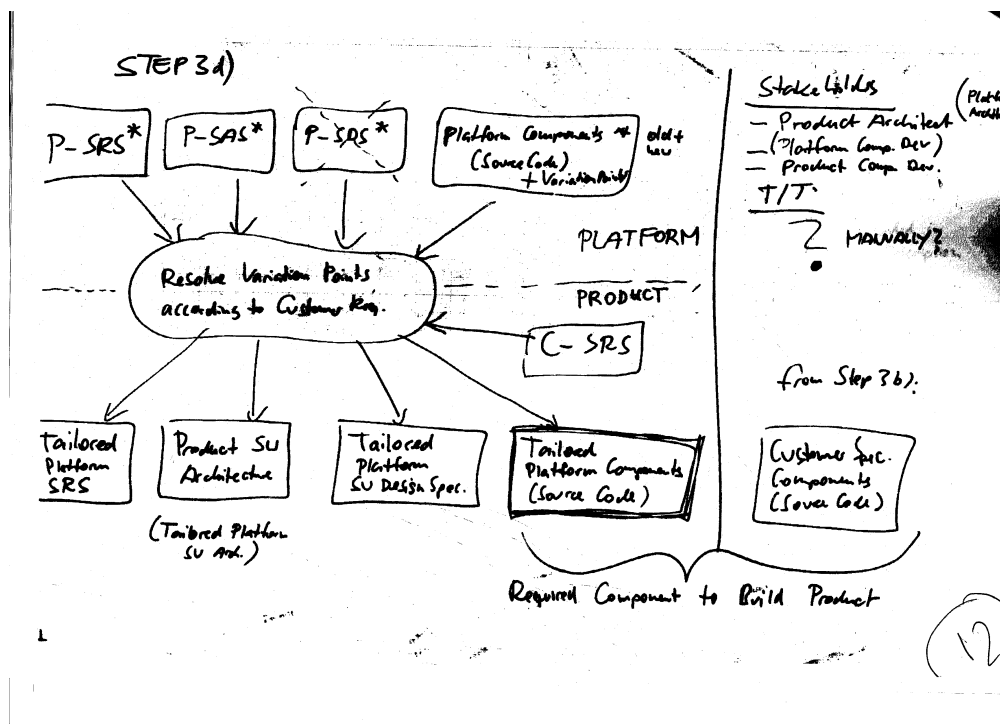 STEP 3d)
P-SRS*
P-SAS*
P-SDS*
Platform Components *
(Source Code)
+ Variation Points
old +
new
Resolve Variation Points
according to Customer Req.
PLATFORM
PRODUCT
C-SRS
Tailored
Platform
SRS
Product SW
Architecture
(Tailored Platform
SW Arch.)
Tailored
Platform
SW Design Spec.
Tailored
Platform Components
(Source Code)
Stakeholders
- Product Architect
- (Platform Comp. Dev)
- Product Comp. Dev.
T/T:
? MANUALLY?
from Step 3b):
Customer Spec.
Components
(Source Code)
Required Component to Build Product
12